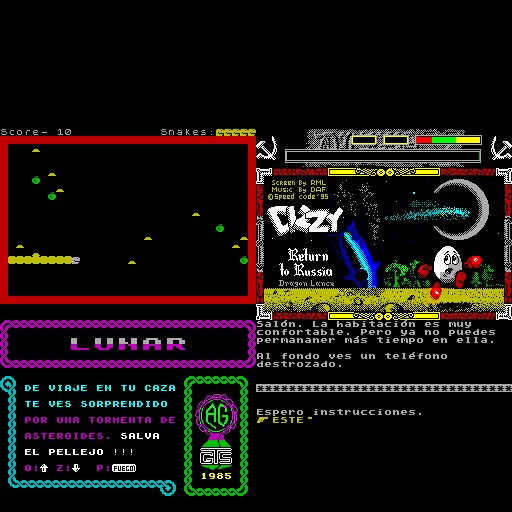 Score- 10
Snakes:
Screen By RML
Music By DAF
©Speed code'95
Dizzy
Return
to Russia
Dragon Lance
LUHAR
DE VIAJE EN TU CAZA
TE VES SORPRENDIDO
POR UNA TORMENTA DE
ASTEROIDES. SALVA
EL PELLEJO !!!
O: Z: P: FUEGO
AG
GTS
1985
Salón. La habitación es muy
confortable. Pero ya no puedes
permananer más tiempo en ella.
Al fondo ves un teléfono
destrozado.
Espero instrucciones.
ESTE"